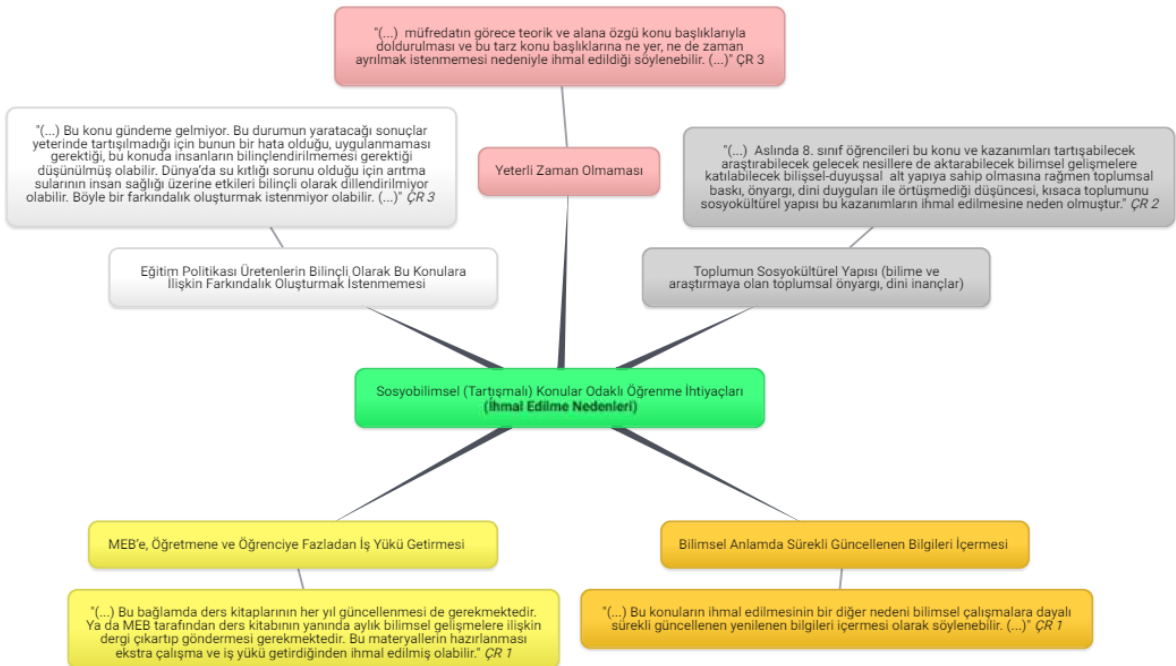 "(...) müfredatın görece teorik ve alana özgü konu başlıklarıyla
doldurulması ve bu tarz konu başlıklarına ne yer, ne de zaman
ayrılmak istenmemesi nedeniyle ihmal edildiği söylenebilir. (...)" ÇR 3
"(...) Bu konu gündeme gelmiyor. Bu durumun yaratacağı sonuçlar
yeterinde tartışılmadığı için bunun bir hata olduğu, uygulanmaması
gerektiği, bu konuda insanların bilinçlendirilmemesi gerektiği
düşünülmüş olabilir. Dünya'da su kıtlığı sorunu olduğu için arıtma
sularının insan sağlığı üzerine etkileri bilinçli olarak dillendirilmiyor
olabilir. Böyle bir farkındalık oluşturmak istenmiyor olabilir. (...)" ÇR 3
Yeterli Zaman Olmaması
"(...) Aslında 8. sınıf öğrencileri bu konu ve kazanımları tartışabilecek
araştırabilecek gelecek nesillere de aktarabilecek bilimsel gelişmelere
katılabilecek bilişsel-duyuşsal alt yapıya sahip olmasına rağmen toplumsal
baskı, önyargı, dini duyguları ile örtüşmediği düşüncesi, kısaca toplumunu
sosyokültürel yapısı bu kazanımların ihmal edilmesine neden olmuştur." ÇR 2
Eğitim Politikası Üretenlerin Bilinçli Olarak Bu Konulara
İlişkin Farkındalık Oluşturmak İstenmemesi
Toplumun Sosyokültürel Yapısı (bilime ve
araştırmaya olan toplumsal önyargı, dini inançlar)
Sosyobilimsel (Tartışmalı) Konular Odaklı Öğrenme İhtiyaçları
(İhmal Edilme Nedenleri)
MEB'e, Öğretmene ve Öğrenciye Fazladan İş Yükü Getirmesi
Bilimsel Anlamda Sürekli Güncellenen Bilgileri İçermesi
"(...) Bu bağlamda ders kitaplarının her yıl güncellenmesi de gerekmektedir.
Ya da MEB tarafından ders kitabının yanında aylık bilimsel gelişmelere ilişkin
dergi çıkartıp göndermesi gerekmektedir. Bu materyallerin hazırlanması
ekstra çalışma ve iş yükü getirdiğinden ihmal edilmiş olabilir." ÇR 1
"(...) Bu konuların ihmal edilmesinin bir diğer nedeni bilimsel çalışmalara dayalı
sürekli güncellenen yenilenen bilgileri içermesi olarak söylenebilir. (...)" ÇR 1